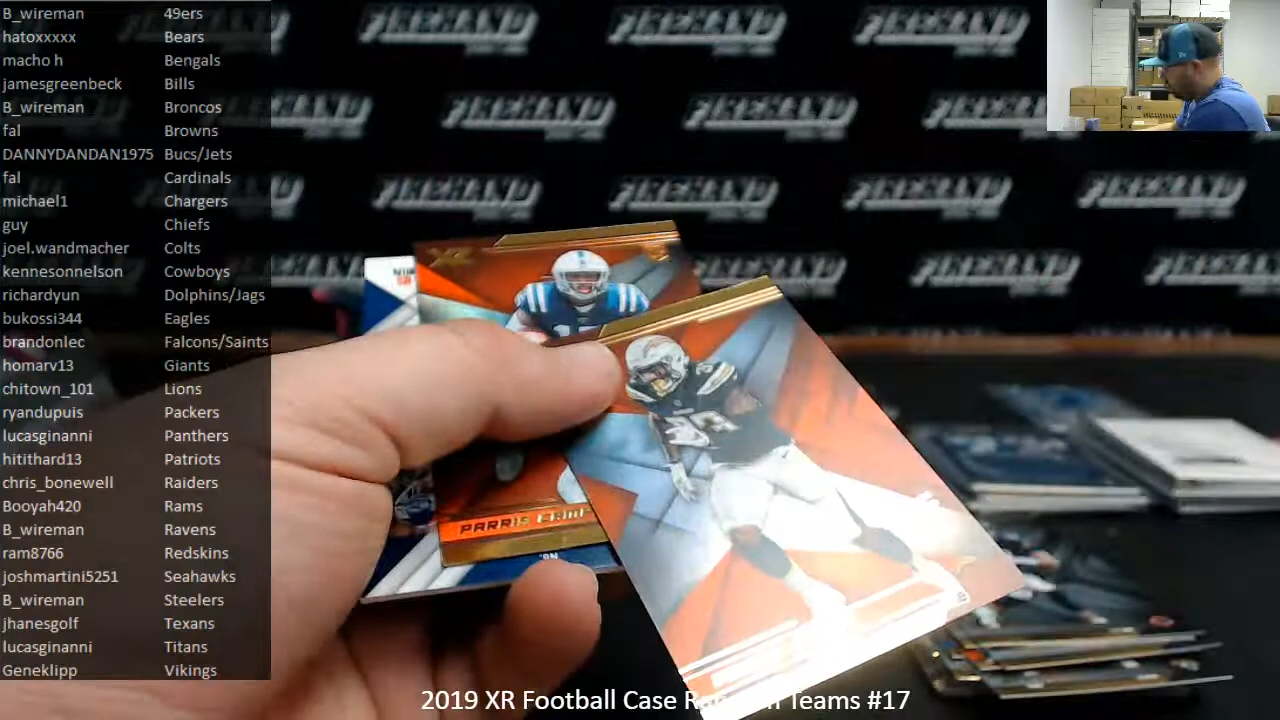 B_wireman 49ers
hatoxxxxx Bears
macho h Bengals
jamesgreenbeck Bills
B_wireman Broncos
fal Browns
DANNYDANDAN1975 Bucs/Jets
fal Cardinals
michael1 Chargers
guy Chiefs
joel.wandmacher Colts
kennesonnelson Cowboys
richardyun Dolphins/Jags
bukossi344 Eagles
brandonlec Falcons/Saints
homarv13 Giants
chitown_101 Lions
ryandupuis Packers
lucasginanni Panthers
hitithard13 Patriots
chris_bonewell Raiders
Booyah420 Rams
B_wireman Ravens
ram8766 Redskins
joshmartini5251 Seahawks
B_wireman Steelers
jhanesgolf Texans
lucasginanni Titans
Geneklipp Vikings
XR
PARRIS
2019 XR Football Case Teams #17